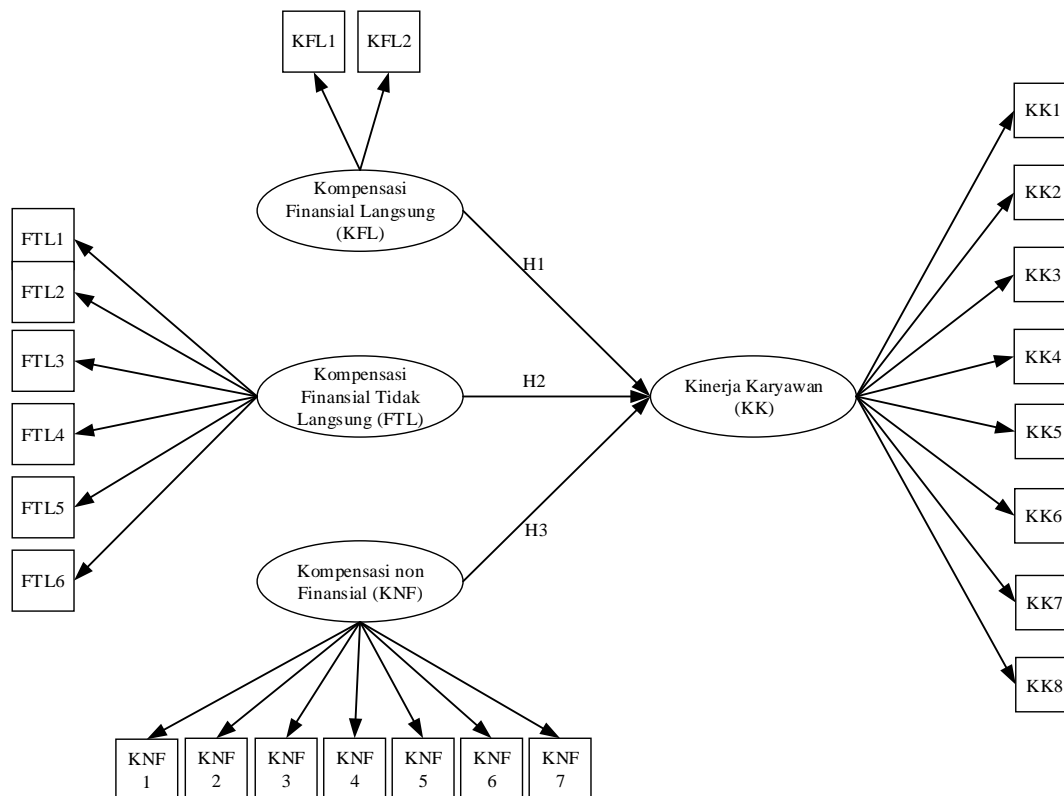 KFL1
KFL2
Kompensasi
Finansial Langsung
(KFL)
H1
FTL1
FTL2
FTL3
FTL4
FTL5
FTL6
Kompensasi
Finansial Tidak
Langsung (FTL)
H2
Kinerja Karyawan
(KK)
H3
Kompensasi non
Finansial (KNF)
KNF
1
KNF
2
KNF
3
KNF
4
KNF
5
KNF
6
KNF
7
KK1
KK2
KK3
KK4
KK5
KK6
KK7
KK8